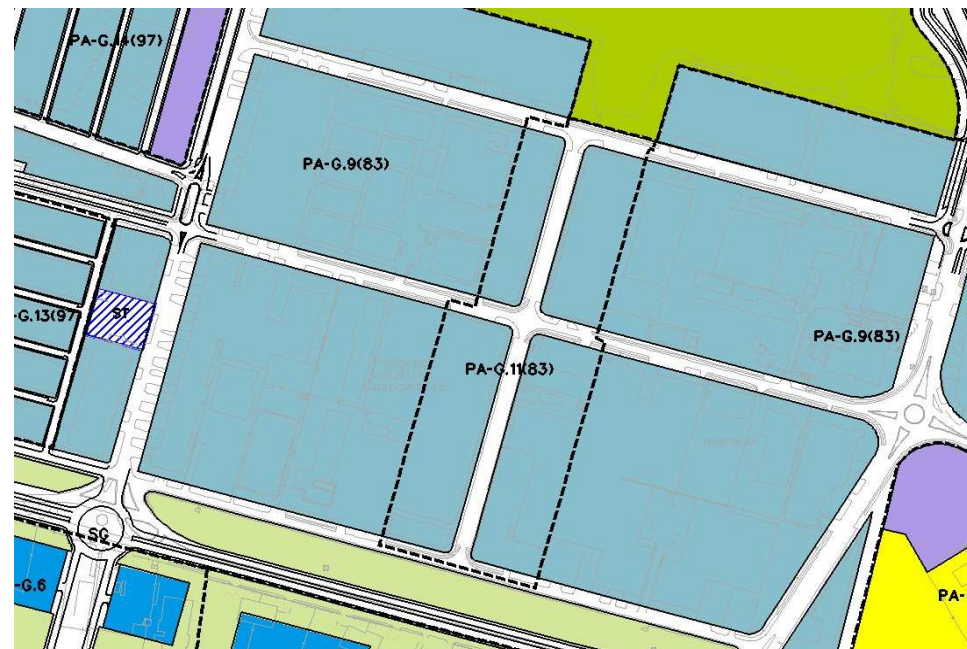 PA-G.14(97)
PA-G.9(83)
-G.13(97
ST
PA-G.9(83)
PA-G.11(83)
SG
-G.6
PA-